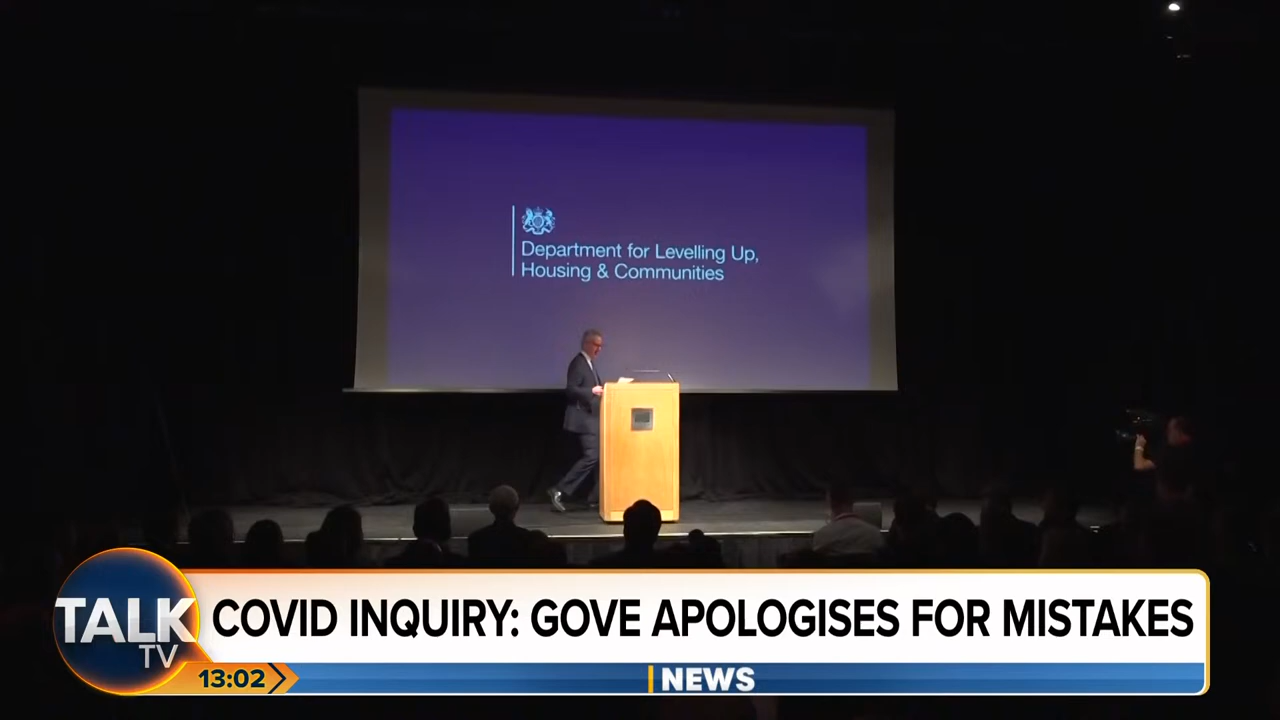 Department for Levelling Up,
Housing & Communities
TALK
TV
COVID INQUIRY: GOVE APOLOGISES FOR MISTAKES
13:02
NEWS